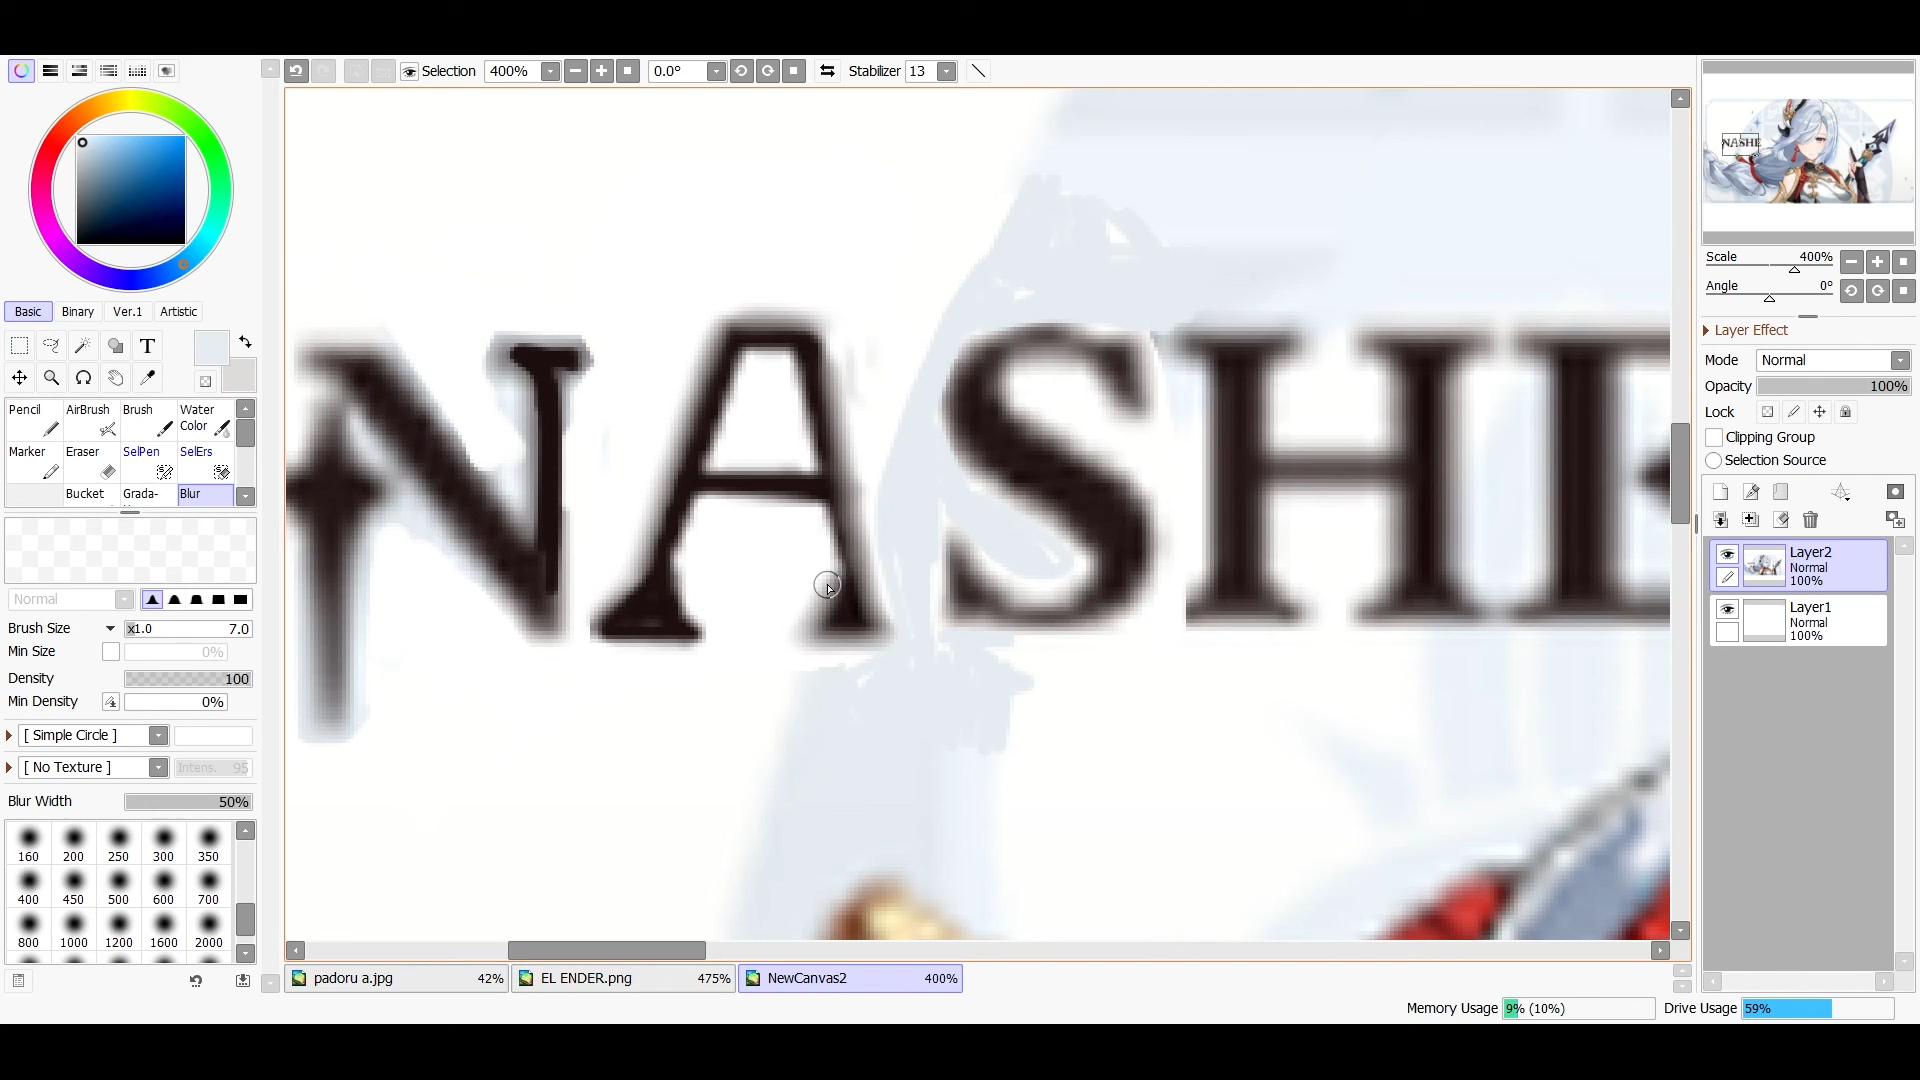 Selection 400% 0.0° Stabilizer 13
NASHE
Scale 400%
Angle 0°
Basic Binary Ver.1 Artistic
T
Pencil AirBrush Brush Water Color
Marker Eraser SelPen SelErs
Bucket Grada- Blur
Normal
Brush Size x1.0 7.0
Min Size 0%
Density 100
Min Density 0%
[ Simple Circle ]
[ No Texture ] Intens. 95
Blur Width 50%
160 200 250 300 350
400 450 500 600 700
800 1000 1200 1600 2000
NASHE
Layer Effect
Mode Normal
Opacity 100%
Lock
Clipping Group
Selection Source
Layer2
Normal
100%
Layer1
Normal
100%
padoru a.jpg 42% EL ENDER.png 475% NewCanvas2 400%
Memory Usage 9% (10%) Drive Usage 59%